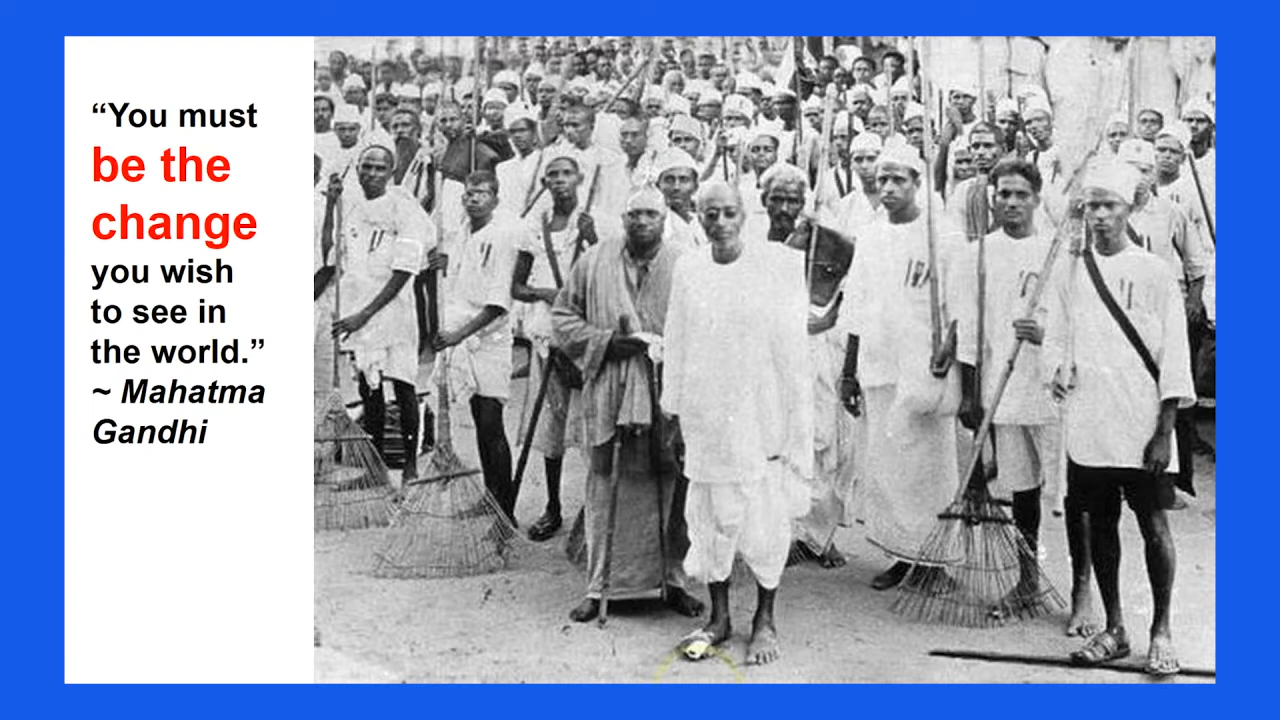 “You must
be the
change
you wish
to see in
the world.”
~ Mahatma
Gandhi